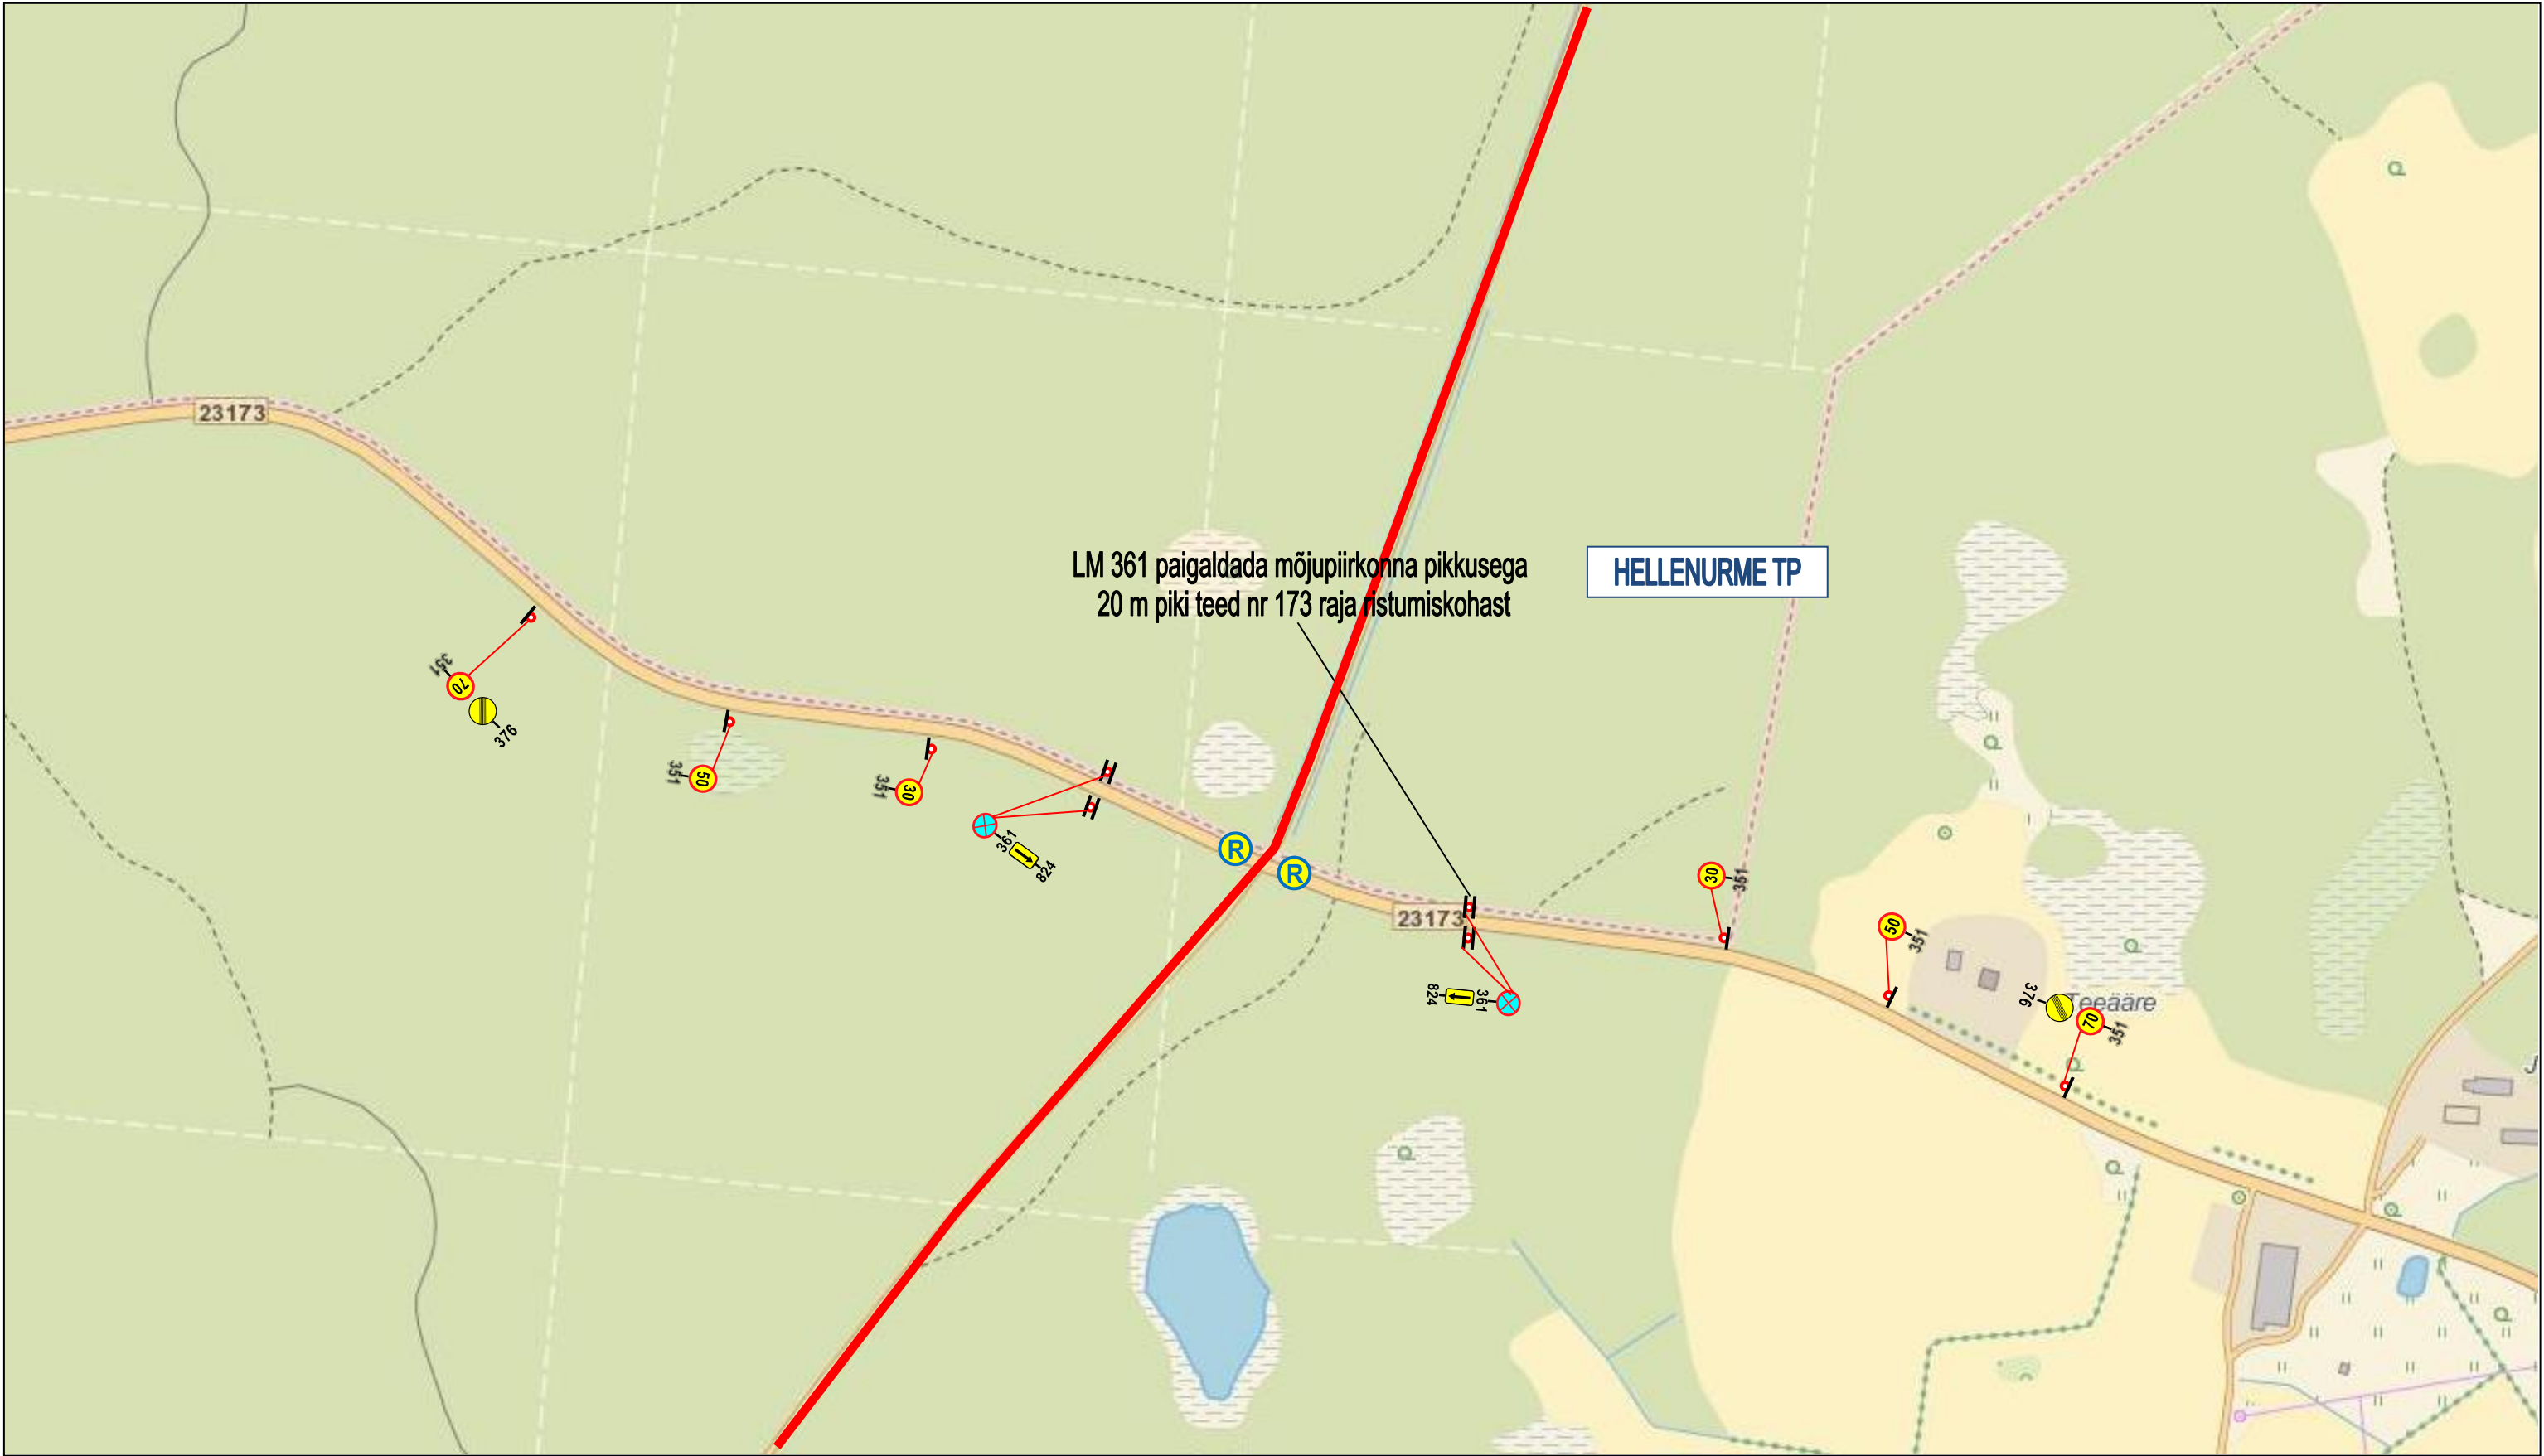 23173
LM 361 paigaldada mõjupiirkonna pikkusega
20 m piki teed nr 173 raja ristumiskohast
HELLENURME TP
351
70
376
351
50
351
30
361
824
R
R
23173
30
351
50
351
824
361
376
Teeääre
70
351
J